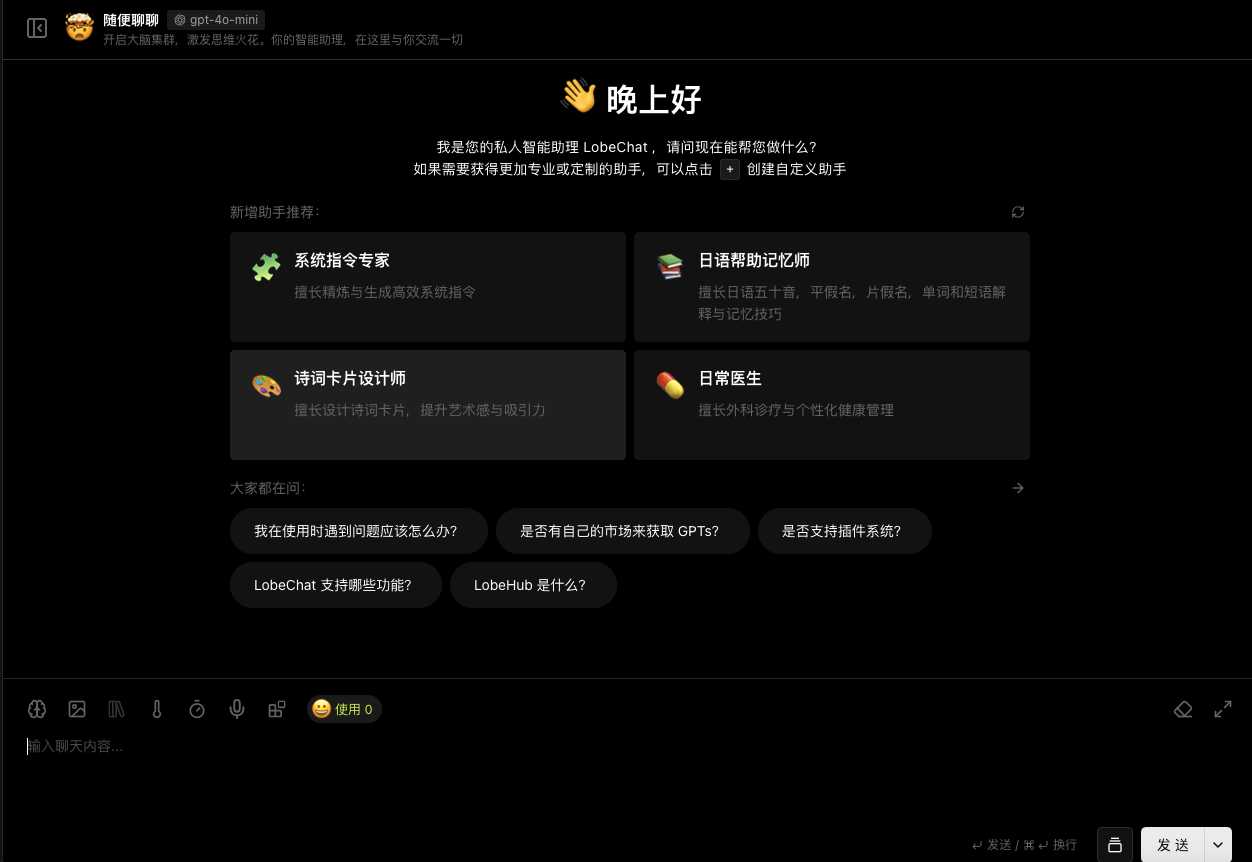 随便聊聊 gpt-4o-mini
开启大脑集群，激发思维火花。你的智能助理，在这里与你交流一切
晚上好
我是您的私人智能助理 LobeChat ，请问现在能帮您做什么？
如果需要获得更加专业或定制的助手，可以点击 + 创建自定义助手
新增助手推荐：
系统指令专家
擅长精炼与生成高效系统指令
日语帮助记忆师
擅长日语五十音，平假名，片假名，单词和短语解
释与记忆技巧
诗词卡片设计师
擅长设计诗词卡片，提升艺术感与吸引力
日常医生
擅长外科诊疗与个性化健康管理
大家都在问：
我在使用时遇到问题应该怎么办？
是否有自己的市场来获取 GPTs？
是否支持插件系统？
LobeChat 支持哪些功能？
LobeHub 是什么？
使用 0
输入聊天内容...
↵ 发送 / ⌘ ↵ 换行
发 送